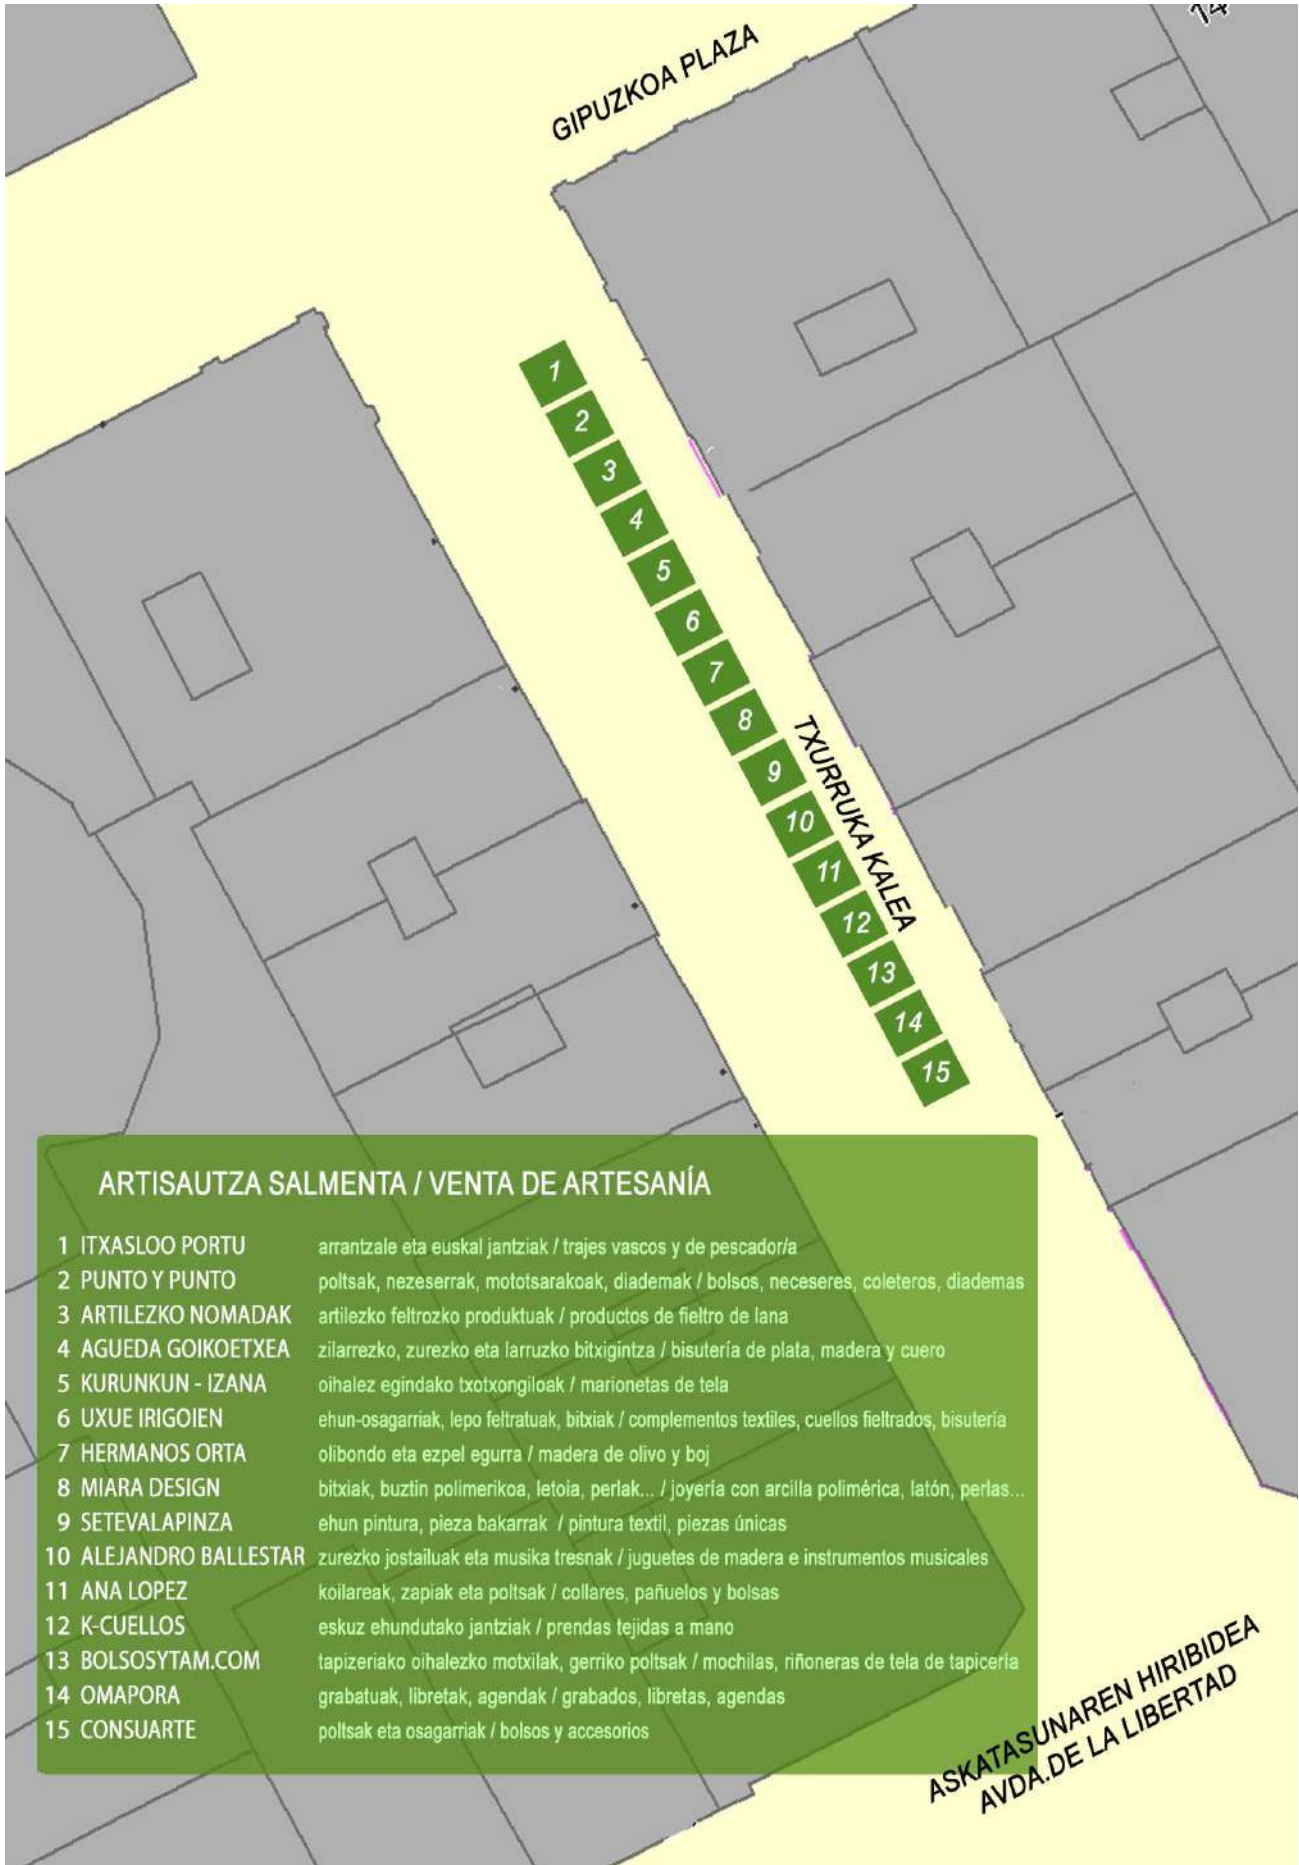 14
GIPUZKOA PLAZA
1
2
3
4
5
6
7
8
9
10
11
12
13
14
15
TXURRUKA KALEA
ARTISAUTZA SALMENTA / VENTA DE ARTESANÍA
1 ITXASLOO PORTU arrantzale eta euskal jantziak / trajes vascos y de pescador/a
2 PUNTO Y PUNTO poltsak, nezeserrak, mototsarakoak, diademak / bolsos, neceseres, coleteros, diademas
3 ARTILEZKO NOMADAK artilezko feltrozko produktuak / productos de fieltro de lana
4 AGUEDA GOIKOETXEA zilarrezko, zurezko eta larruzko bitxigintza / bisutería de plata, madera y cuero
5 KURUNKUN - IZANA oihalez egindako txotxongiloak / marionetas de tela
6 UXUE IRIGOIEN ehun-osagarriak, lepo feltratuak, bitxiak / complementos textiles, cuellos fieltrados, bisutería
7 HERMANOS ORTA olibondo eta ezpel egurra / madera de olivo y boj
8 MIARA DESIGN bitxiak, buztin polimerikoa, letoia, perlak... / joyería con arcilla polimérica, latón, perlas...
9 SETEVALAPINZA ehun pintura, pieza bakarrak / pintura textil, piezas únicas
10 ALEJANDRO BALLESTAR zurezko jostailuak eta musika tresnak / juguetes de madera e instrumentos musicales
11 ANA LOPEZ koilareak, zapiak eta poltsak / collares, pañuelos y bolsas
12 K-CUELLOS eskuz ehundutako jantziak / prendas tejidas a mano
13 BOLSOSYTAM.COM tapizeriako oihalezko motxilak, gerriko poltsak / mochilas, riñoneras de tela de tapicería
14 OMAPORA grabatuak, libretak, agendak / grabados, libretas, agendas
15 CONSUARTE poltsak eta osagarriak / bolsos y accesorios
ASKATASUNAREN HIRIBIDEA
AVDA.DE LA LIBERTAD